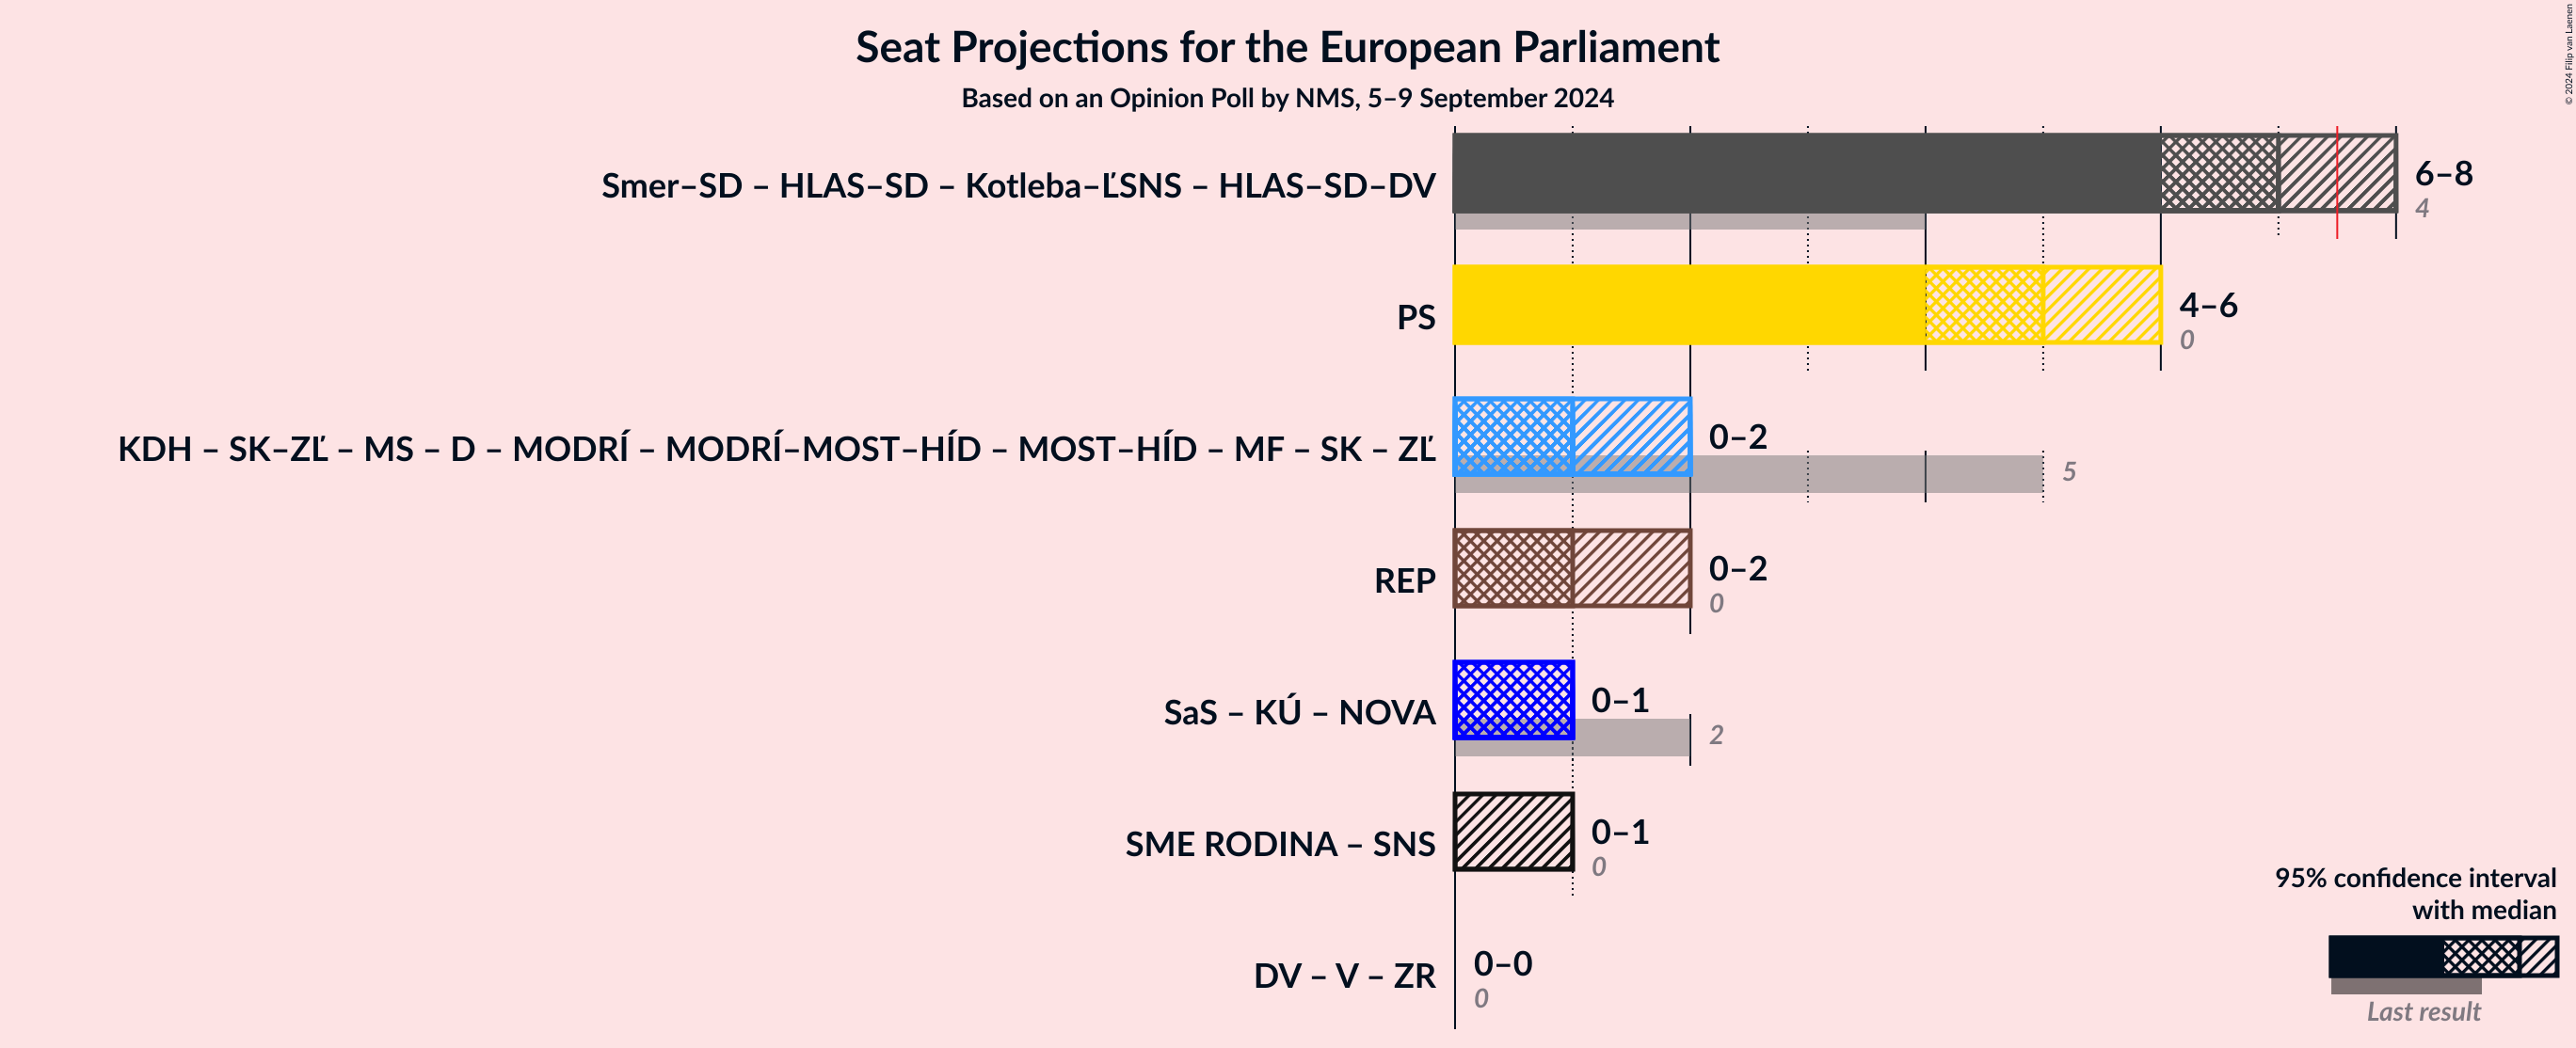 Seat Projections for the European Parliament
Based on an Opinion Poll by NMS, 5–9 September 2024
© 2024 Filip van Laenen
Smer–SD – HLAS–SD – Kotleba–ĽSNS – HLAS–SD–DV
6–8
4
PS
4–6
0
KDH – SK–ZĽ – MS – D – MODRÍ – MODRÍ–MOST–HÍD – MOST–HÍD – MF – SK – ZĽ
0–2
5
REP
0–2
0
SaS – KÚ – NOVA
0–1
2
SME RODINA – SNS
0–1
0
DV – V – ZR
0–0
0
95% confidence interval
with median
Last result